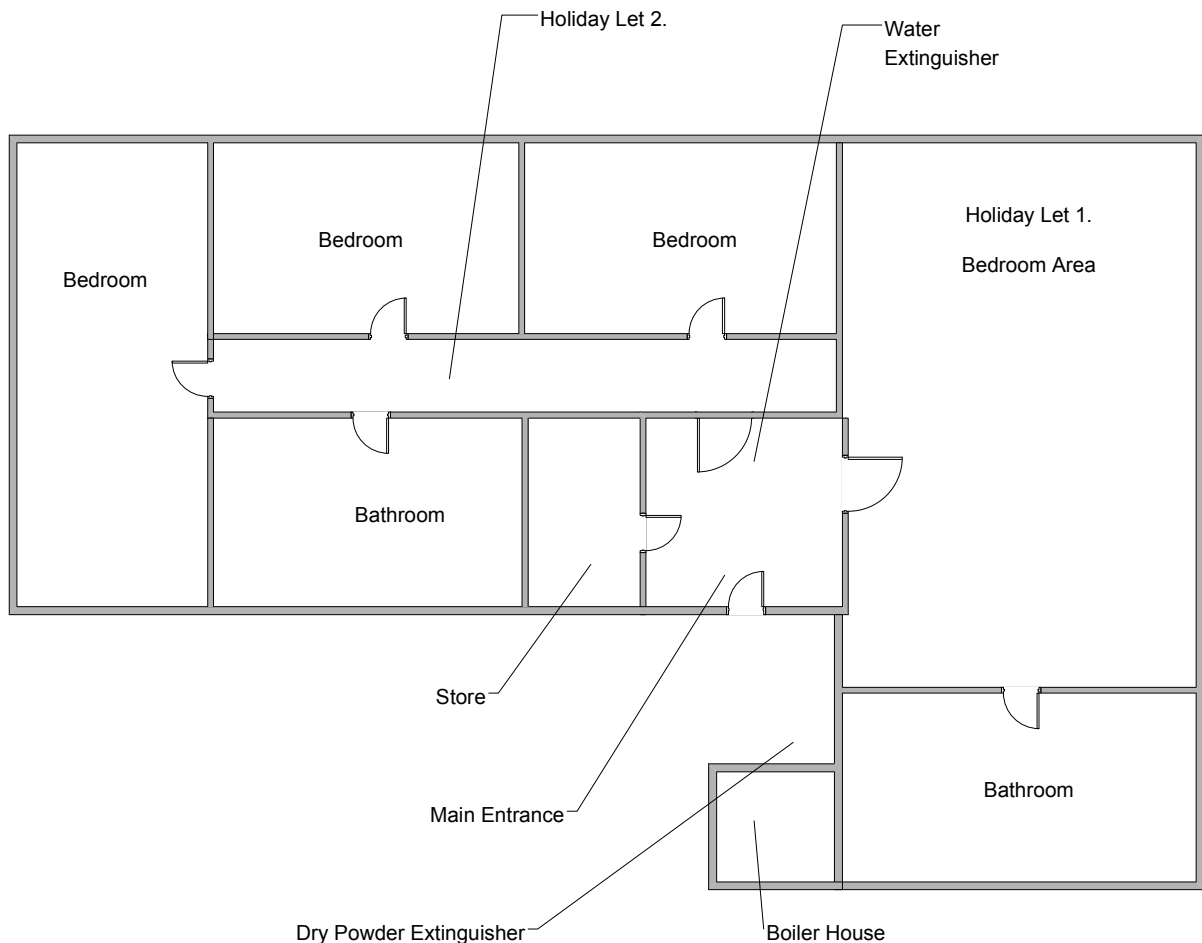 Holiday Let 2.
Water
Extinguisher
Holiday Let 1.
Bedroom
Bedroom
Bedroom Area
Bedroom
Bathroom
Store
Bathroom
Main Entrance
Dry Powder Extinguisher
Boiler House